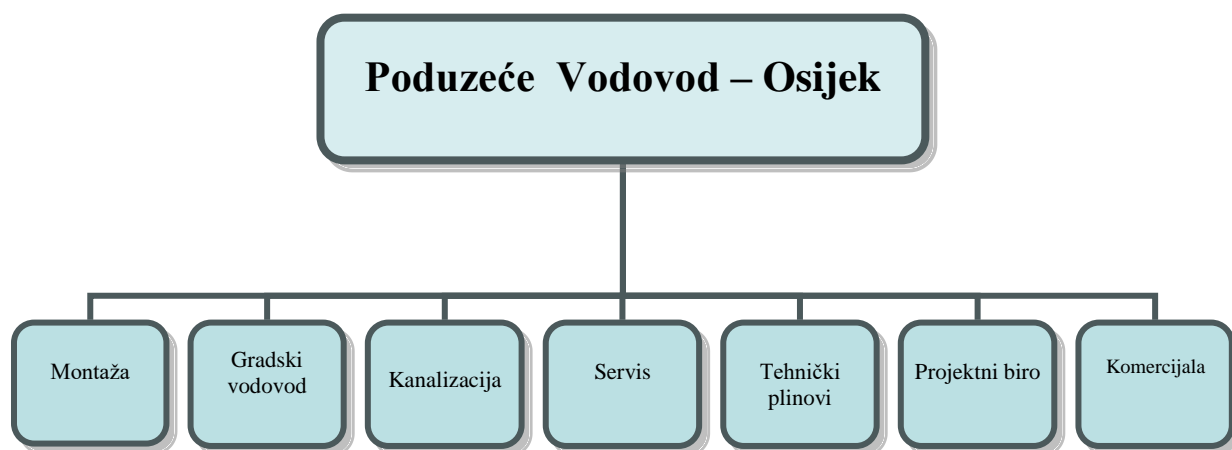 Poduzeće Vodovod – Osijek
Montaža
Gradski
vodovod
Kanalizacija
Servis
Tehnički
plinovi
Projektni biro
Komercijala